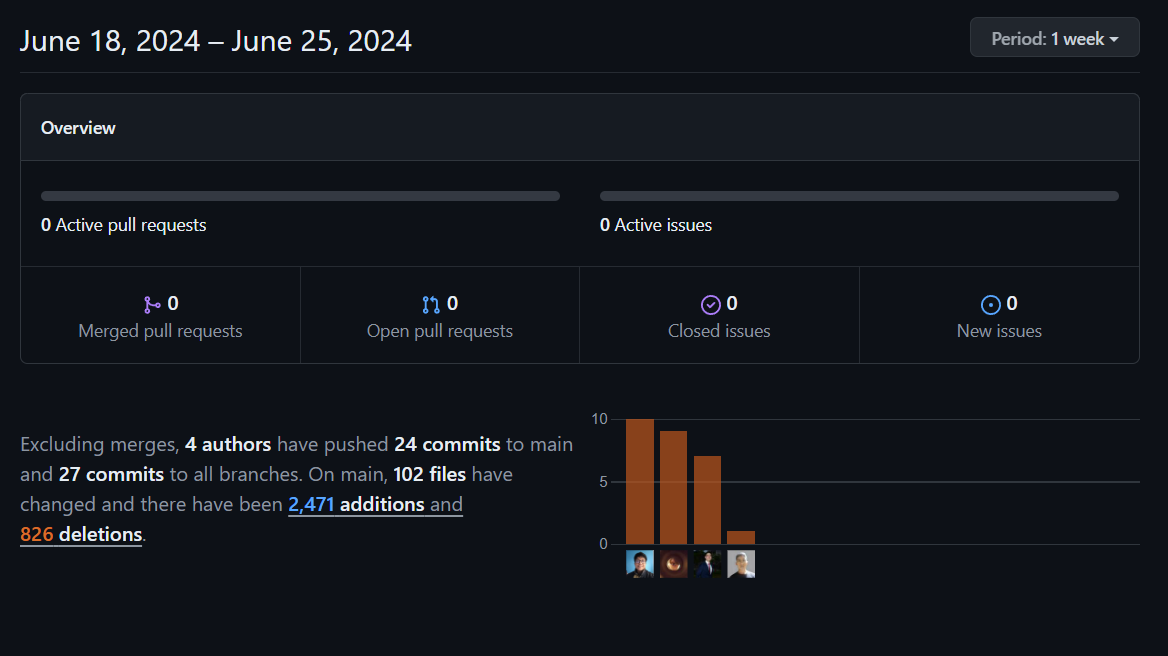 June 18, 2024 – June 25, 2024
Period: 1 week
Overview
0 Active pull requests
0 Active issues
0
Merged pull requests
0
Open pull requests
0
Closed issues
0
New issues
Excluding merges, 4 authors have pushed 24 commits to main
and 27 commits to all branches. On main, 102 files have
changed and there have been 2,471 additions and
826 deletions.
10
5
0